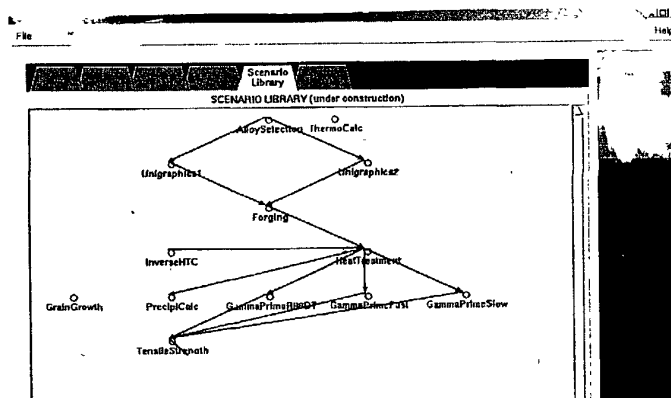 File
Help
Scenario
Library
SCENARIO LIBRARY (under construction)
AlloySelection ThermoCalc
Unigraphics1 Unigraphics2
Forging
InverseHTC HeatTreatment
GrainGrowth PrecipiCalc GammaPrimeFast GammaPrimeSlow
TensileStrength